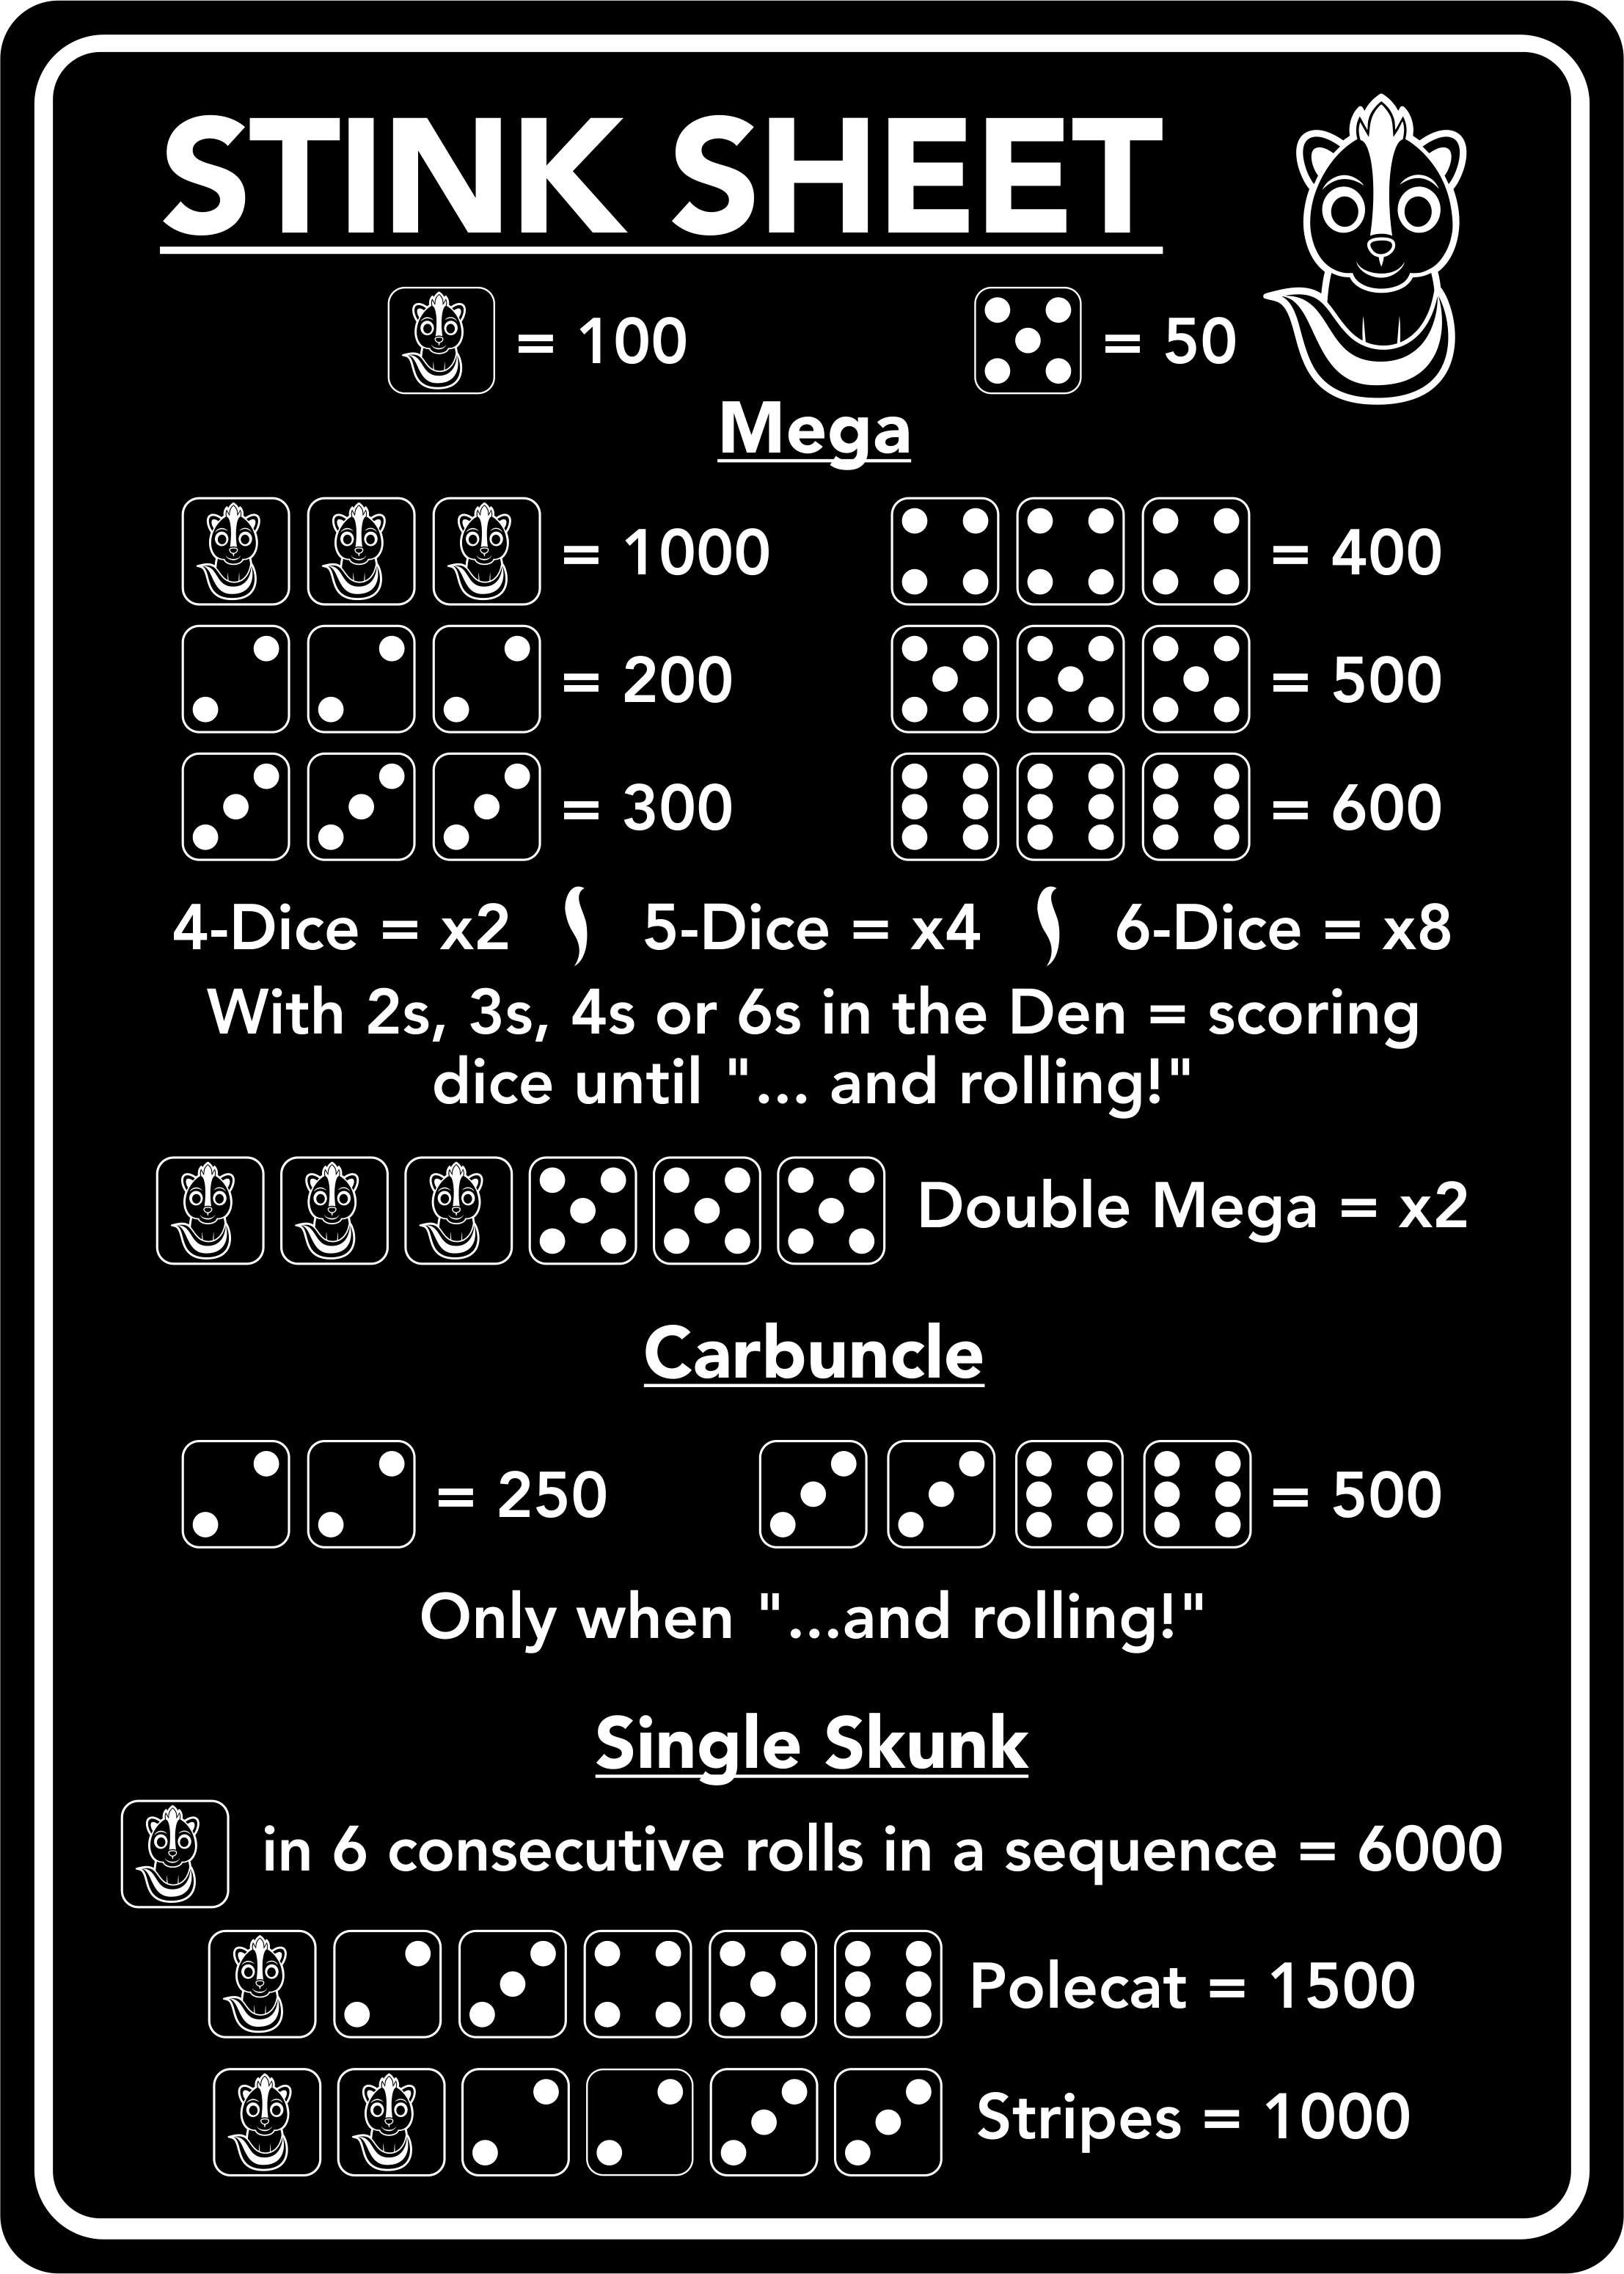 STINK SHEET
= 100 = 50
Mega
= 1000 = 400
= 200 = 500
= 300 = 600
4-Dice = x2 5-Dice = x4 6-Dice = x8
With 2s, 3s, 4s or 6s in the Den = scoring
dice until "... and rolling!"
Double Mega = x2
Carbuncle
= 250 = 500
Only when "...and rolling!"
Single Skunk
in 6 consecutive rolls in a sequence = 6000
Polecat = 1500
Stripes = 1000